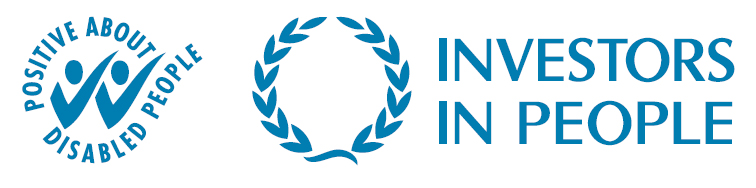 POSITIVE ABOUT
DISABLED PEOPLE
INVESTORS
IN PEOPLE